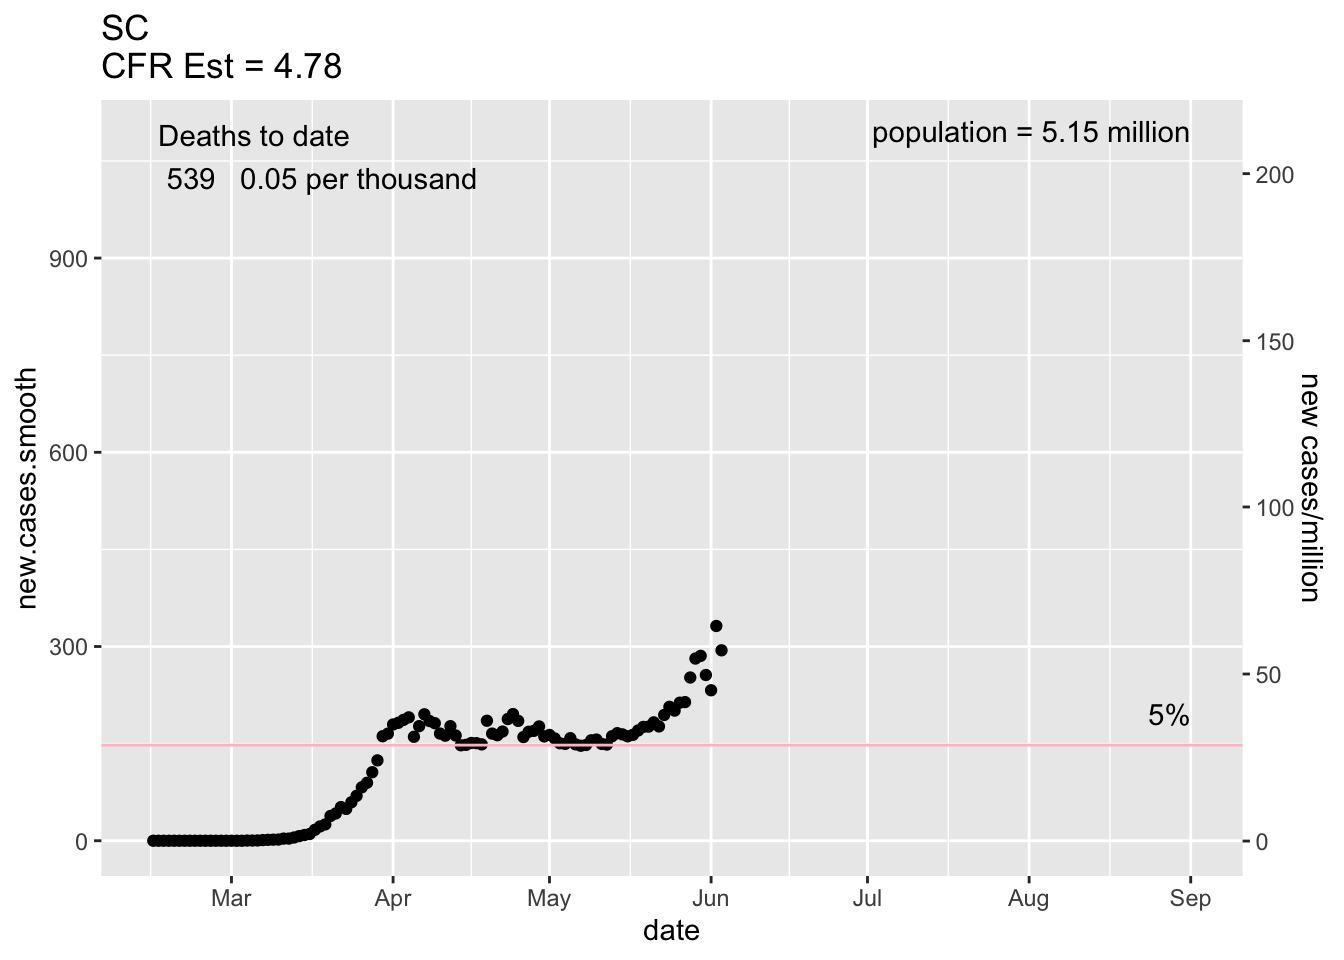 SC
CFR Est = 4.78
Deaths to date
539 0.05 per thousand
population = 5.15 million
900
600
300
0
new.cases.smooth
200
150
100
50
0
new cases/million
5%
Mar Apr May Jun Jul Aug Sep
date